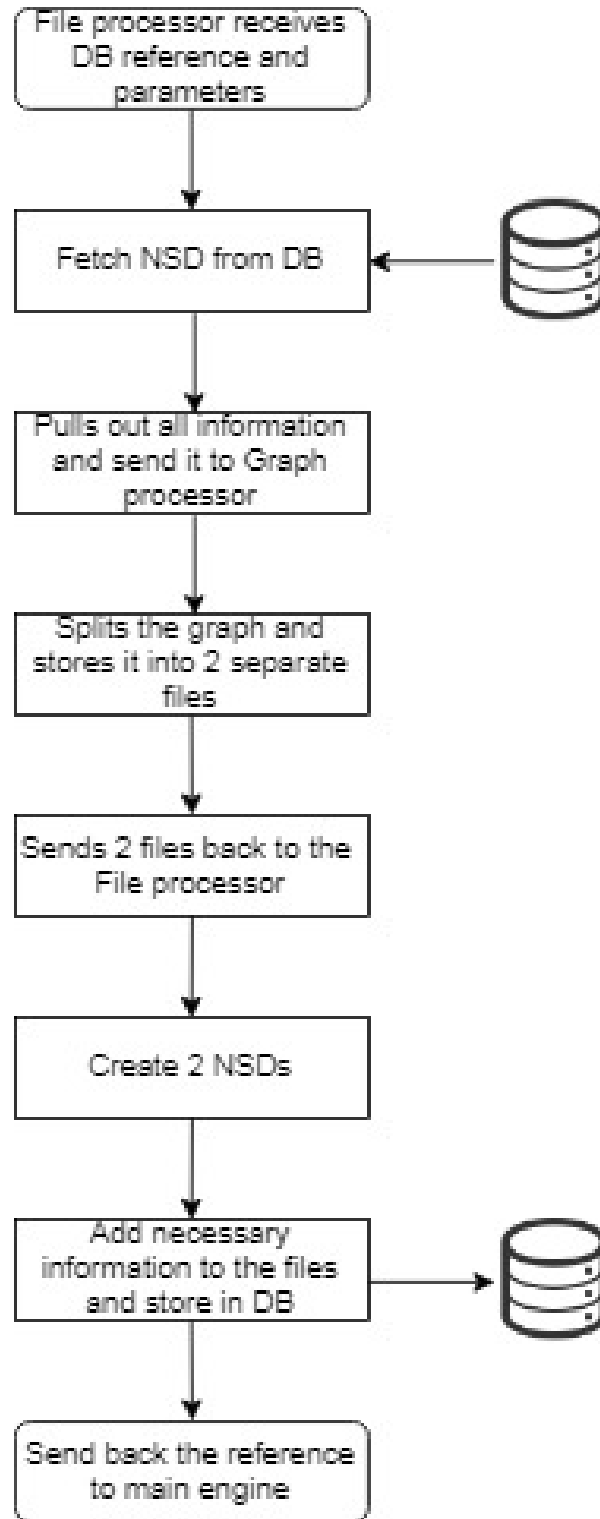 File processor receives
DB reference and
parameters
Fetch NSD from DB
Pulls out all information
and send it to Graph
processor
Splits the graph and
stores it into 2 separate
files
Sends 2 files back to the
File processor
Create 2 NSDs
Add necessary
information to the files
and store in DB
Send back the reference
to main engine